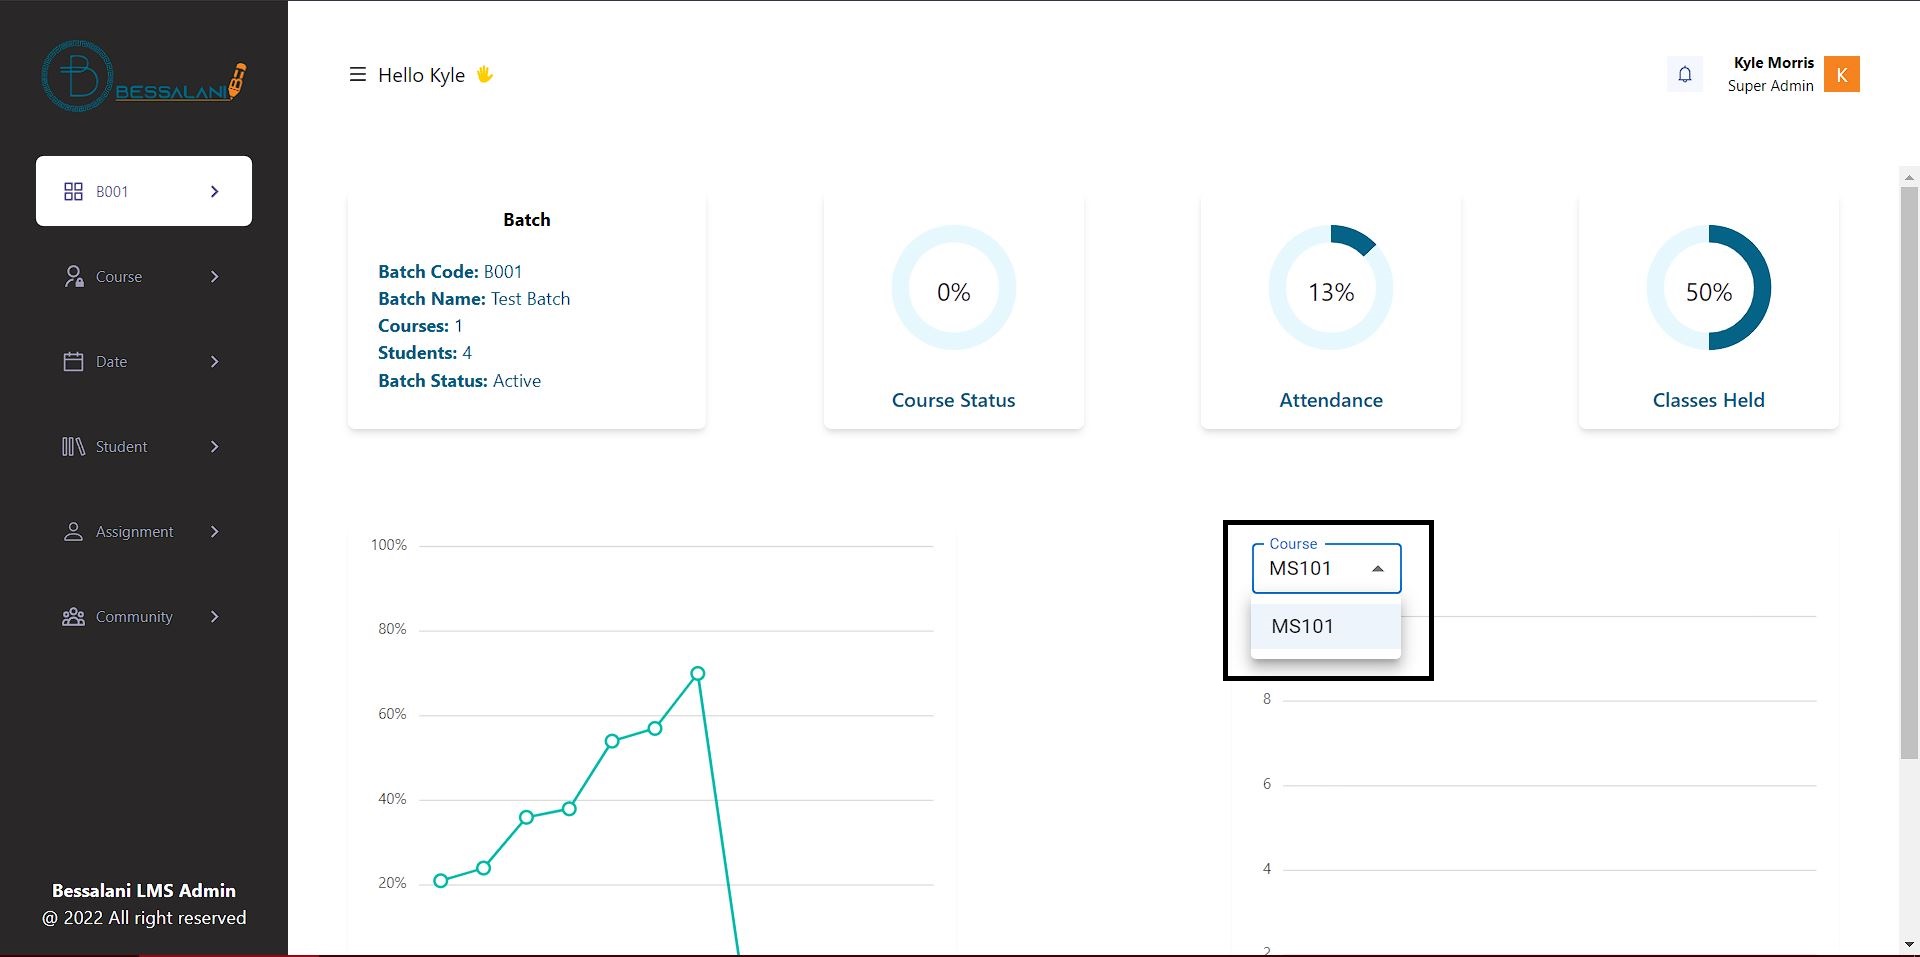 BESSALANI
Hello Kyle
Kyle Morris
Super Admin
K
B001
Course
Date
Student
Assignment
Community
Bessalani LMS Admin
@ 2022 All right reserved
Batch
Batch Code: B001
Batch Name: Test Batch
Courses: 1
Students: 4
Batch Status: Active
0%
Course Status
13%
Attendance
50%
Classes Held
100%
80%
60%
40%
20%
Course
MS101
MS101
8
6
4
2